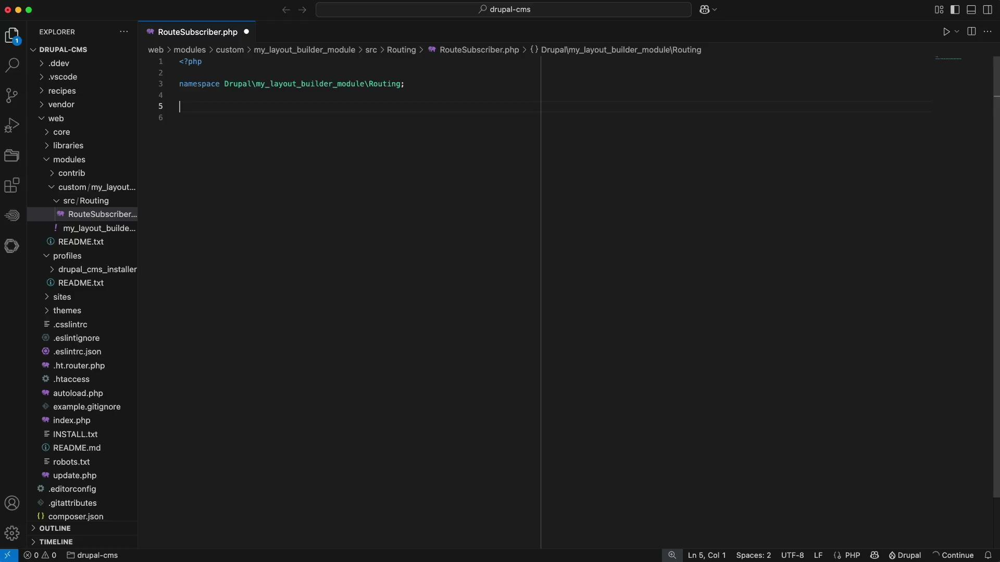 drupal-cms
1
EXPLORER
DRUPAL-CMS
.ddev
.vscode
recipes
vendor
web
core
libraries
modules
contrib
custom/my_layout...
src/Routing
RouteSubscriber...
! my_layout_builde...
README.txt
profiles
drupal_cms_installer
README.txt
sites
themes
.csslintrc
.eslintignore
.eslintrc.json
.ht.router.php
.htaccess
autoload.php
example.gitignore
index.php
INSTALL.txt
README.md
robots.txt
update.php
.editorconfig
.gitattributes
{} composer.json
OUTLINE
TIMELINE
RouteSubscriber.php
web > modules > custom > my_layout_builder_module > src > Routing > RouteSubscriber.php > {} Drupal\my_layout_builder_module\Routing
1 <?php
2
3 namespace Drupal\my_layout_builder_module\Routing;
4
5
6
0 0 drupal-cms
Ln 5, Col 1 Spaces: 2 UTF-8 LF {} PHP Drupal Continue